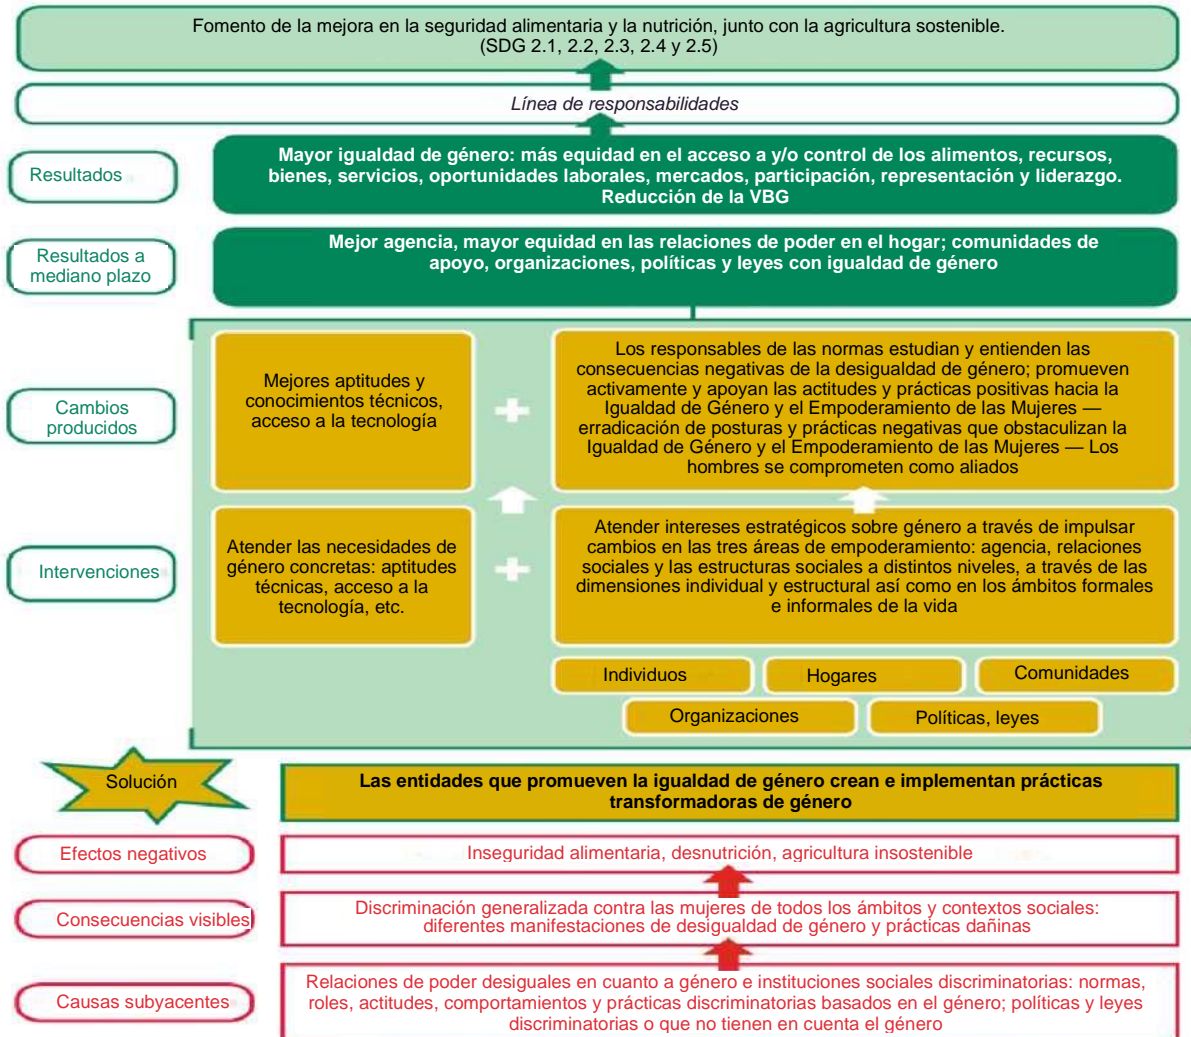 Fomento de la mejora en la seguridad alimentaria y la nutrición, junto con la agricultura sostenible.
(SDG 2.1, 2.2, 2.3, 2.4 y 2.5)
Línea de responsabilidades
Resultados
Mayor igualdad de género: más equidad en el acceso a y/o control de los alimentos, recursos,
bienes, servicios, oportunidades laborales, mercados, participación, representación y liderazgo.
Reducción de la VBG
Resultados a
mediano plazo
Mejor agencia, mayor equidad en las relaciones de poder en el hogar; comunidades de
apoyo, organizaciones, políticas y leyes con igualdad de género
Cambios
producidos
Mejores aptitudes y
conocimientos técnicos,
acceso a la tecnología
Los responsables de las normas estudian y entienden las
consecuencias negativas de la desigualdad de género; promueven
activamente y apoyan las actitudes y prácticas positivas hacia la
Igualdad de Género y el Empoderamiento de las Mujeres —
erradicación de posturas y prácticas negativas que obstaculizan la
Igualdad de Género y el Empoderamiento de las Mujeres — Los
hombres se comprometen como aliados
Intervenciones
Atender las necesidades de
género concretas: aptitudes
técnicas, acceso a la
tecnología, etc.
Atender intereses estratégicos sobre género a través de impulsar
cambios en las tres áreas de empoderamiento: agencia, relaciones
sociales y las estructuras sociales a distintos niveles, a través de las
dimensiones individual y estructural así como en los ámbitos formales
e informales de la vida
Individuos
Hogares
Comunidades
Organizaciones
Políticas, leyes
Solución
Las entidades que promueven la igualdad de género crean e implementan prácticas
transformadoras de género
Efectos negativos
Inseguridad alimentaria, desnutrición, agricultura insostenible
Consecuencias visibles
Discriminación generalizada contra las mujeres de todos los ámbitos y contextos sociales:
diferentes manifestaciones de desigualdad de género y prácticas dañinas
Causas subyacentes
Relaciones de poder desiguales en cuanto a género e instituciones sociales discriminatorias: normas,
roles, actitudes, comportamientos y prácticas discriminatorias basados en el género; políticas y leyes
discriminatorias o que no tienen en cuenta el género